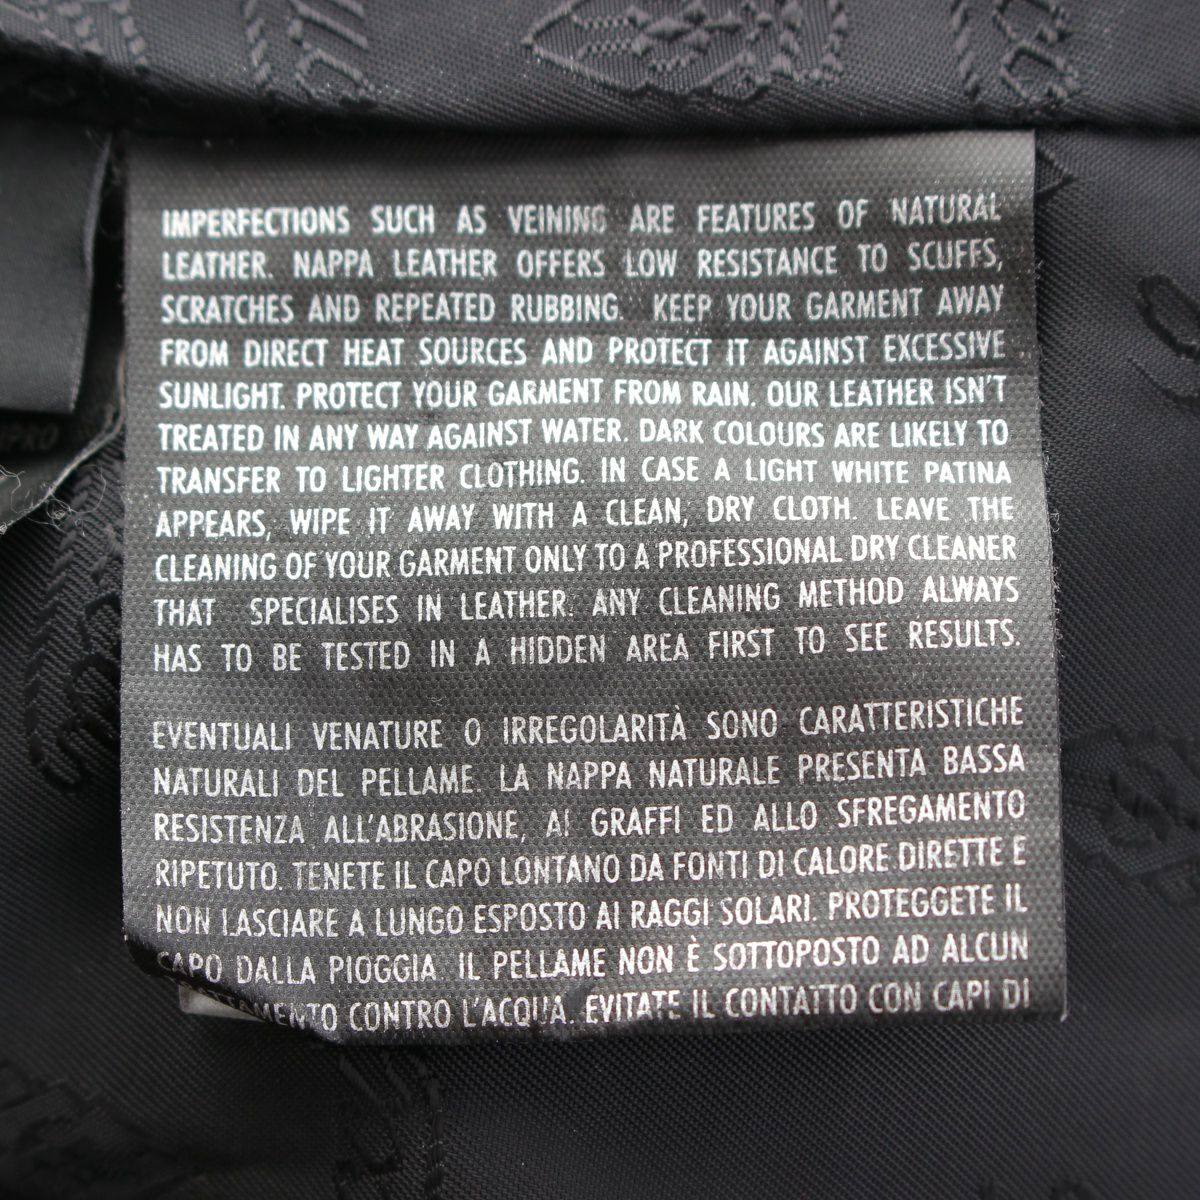 IMPERFECTIONS SUCH AS VEINING ARE FEATURES OF NATURAL
LEATHER. NAPPA LEATHER OFFERS LOW RESISTANCE TO SCUFFS,
SCRATCHES AND REPEATED RUBBING. KEEP YOUR GARMENT AWAY
FROM DIRECT HEAT SOURCES AND PROTECT IT AGAINST EXCESSIVE
SUNLIGHT. PROTECT YOUR GARMENT FROM RAIN. OUR LEATHER ISN'T
TREATED IN ANY WAY AGAINST WATER. DARK COLOURS ARE LIKELY TO
TRANSFER TO LIGHTER CLOTHING. IN CASE A LIGHT WHITE PATINA
APPEARS, WIPE IT AWAY WITH A CLEAN, DRY CLOTH. LEAVE THE
CLEANING OF YOUR GARMENT ONLY TO A PROFESSIONAL DRY CLEANER
THAT SPECIALISES IN LEATHER. ANY CLEANING METHOD ALWAYS
HAS TO BE TESTED IN A HIDDEN AREA FIRST TO SEE RESULTS.
EVENTUALI VENATURE O IRREGOLARITÀ SONO CARATTERISTICHE
NATURALI DEL PELLAME. LA NAPPA NATURALE PRESENTA BASSA
RESISTENZA ALL'ABRASIONE, AI GRAFFI ED ALLO SFREGAMENTO
RIPETUTO. TENETE IL CAPO LONTANO DA FONTI DI CALORE DIRETTE E
NON LASCIARE A LUNGO ESPOSTO AI RAGGI SOLARI. PROTEGGETE IL
CAPO DALLA PIOGGIA. IL PELLAME NON È SOTTOPOSTO AD ALCUN
CONTRO L'ACQUA. EVITATE IL CONTATTO CON CAPI DI